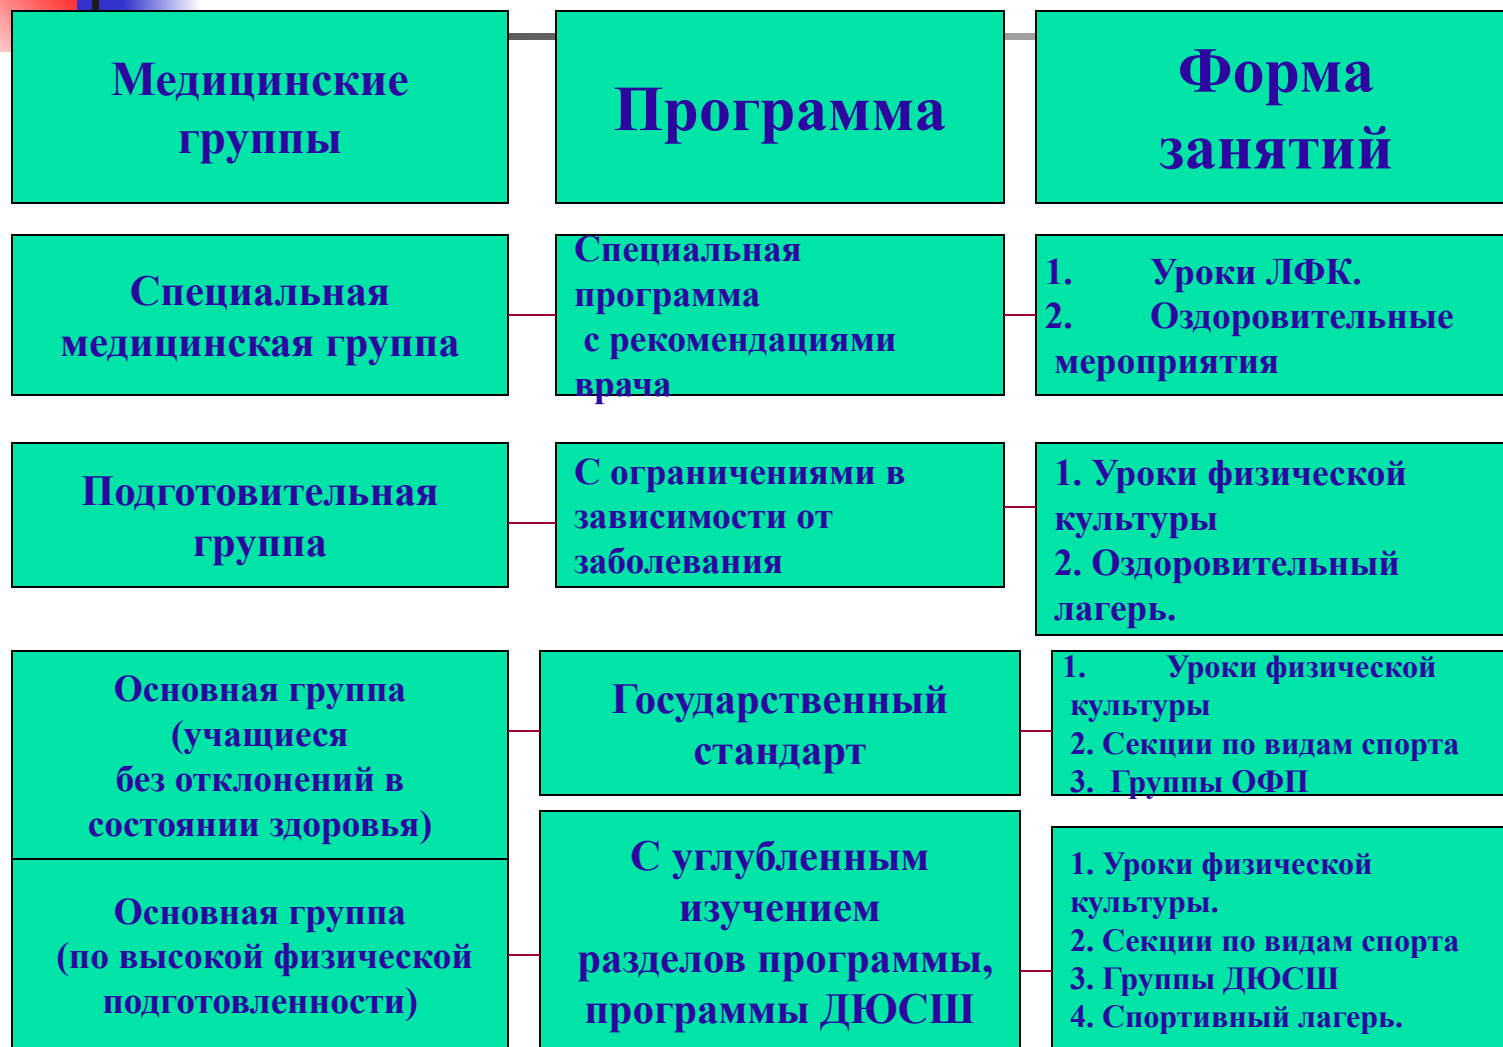 Медицинские
группы
Программа
Форма
занятий
Специальная
медицинская группа
Специальная
программа
с рекомендациями
врача
1. Уроки ЛФК.
2. Оздоровительные
мероприятия
Подготовительная
группа
С ограничениями в
зависимости от
заболевания
1. Уроки физической
культуры
2. Оздоровительный
лагерь.
Основная группа
(учащиеся
без отклонений в
состоянии здоровья)
Государственный
стандарт
1. Уроки физической
культуры
2. Секции по видам спорта
3. Группы ОФП
Основная группа
(по высокой физической
подготовленности)
С углубленным
изучением
разделов программы,
программы ДЮСШ
1. Уроки физической
культуры.
2. Секции по видам спорта
3. Группы ДЮСШ
4. Спортивный лагерь.